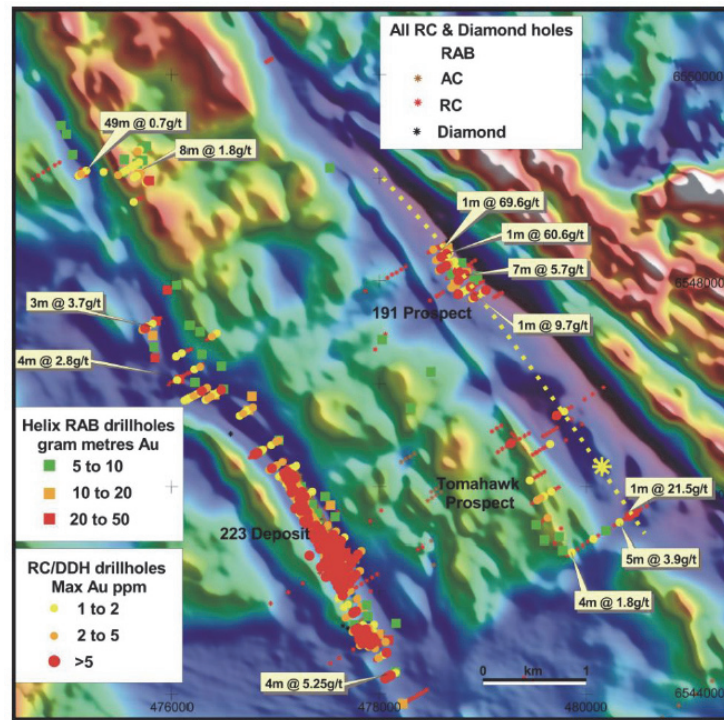 All RC & Diamond holes
RAB
AC
RC
Diamond
6550000
49m @ 0.7g/t
8m @ 1.8g/t
1m @ 69.6g/t
1m @ 60.6g/t
7m @ 5.7g/t
6548000
3m @ 3.7g/t
191 Prospect
1m @ 9.7g/t
4m @ 2.8g/t
Helix RAB drillholes
gram metres Au
5 to 10
10 to 20
20 to 50
Tomahawk
Prospect
1m @ 21.5g/t
223 Deposit
5m @ 3.9g/t
RC/DDH drillholes
Max Au ppm
1 to 2
2 to 5
>5
4m @ 1.8g/t
4m @ 5.25g/t
0 km 1
6544000
476000
478000
480000